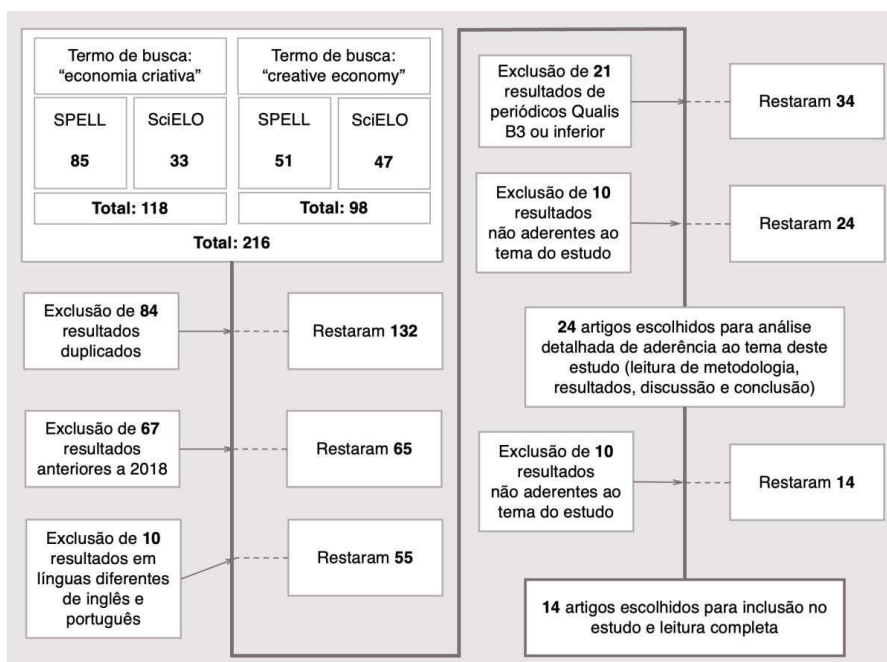 Termo de busca:
“economia criativa”
SPELL
85
SciELO
33
Total: 118
Termo de busca:
“creative economy”
SPELL
51
SciELO
47
Total: 98
Total: 216
Exclusão de 84
resultados
duplicados
Restaram 132
Exclusão de 67
resultados
anteriores a 2018
Restaram 65
Exclusão de 10
resultados em
línguas diferentes
de inglês e
português
Restaram 55
Exclusão de 21
resultados de
periódicos Qualis
B3 ou inferior
Restaram 34
Exclusão de 10
resultados
não aderentes ao
tema do estudo
Restaram 24
24 artigos escolhidos para análise
detalhada de aderência ao tema deste
estudo (leitura de metodologia,
resultados, discussão e conclusão)
Exclusão de 10
resultados
não aderentes ao
tema do estudo
Restaram 14
14 artigos escolhidos para inclusão no
estudo e leitura completa